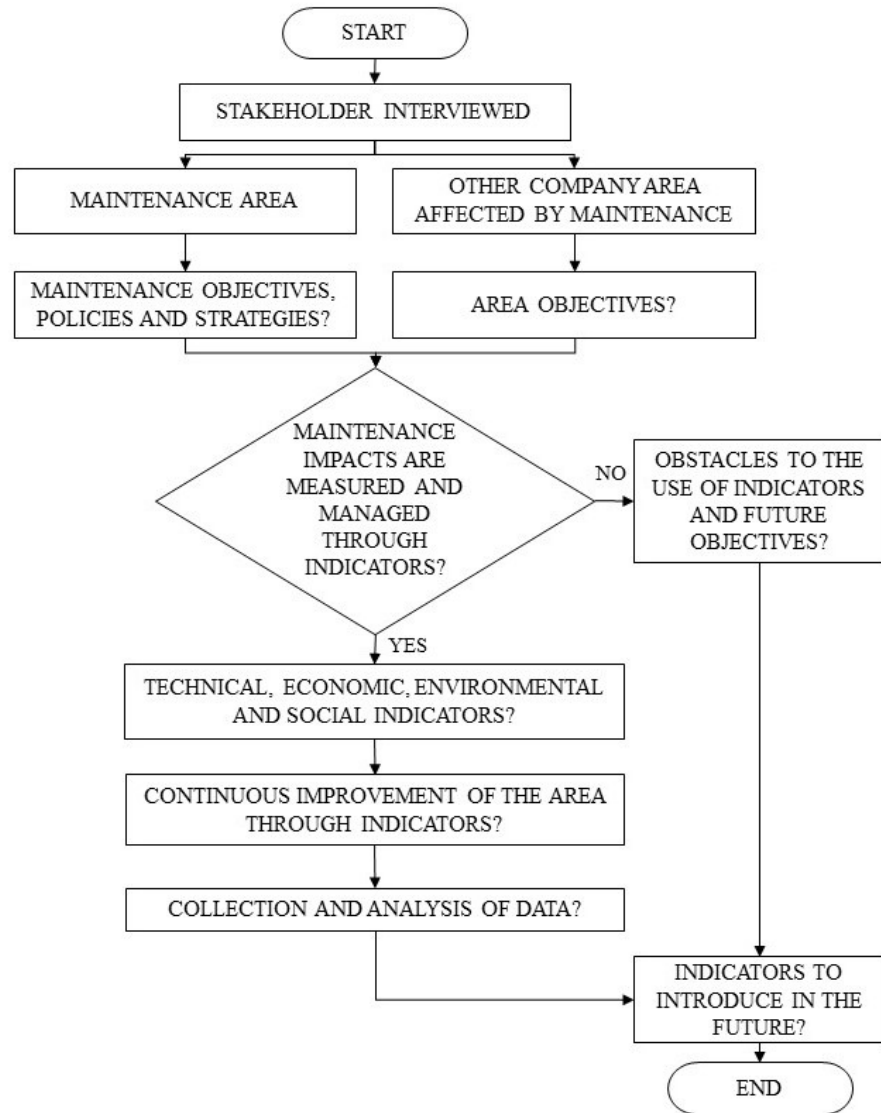 START
STAKEHOLDER INTERVIEWED
MAINTENANCE AREA
OTHER COMPANY AREA
AFFECTED BY MAINTENANCE
MAINTENANCE OBJECTIVES,
POLICIES AND STRATEGIES?
AREA OBJECTIVES?
MAINTENANCE
IMPACTS ARE
MEASURED AND
MANAGED
THROUGH
INDICATORS?
NO
OBSTACLES TO THE
USE OF INDICATORS
AND FUTURE
OBJECTIVES?
YES
TECHNICAL, ECONOMIC, ENVIRONMENTAL
AND SOCIAL INDICATORS?
CONTINUOUS IMPROVEMENT OF THE AREA
THROUGH INDICATORS?
COLLECTION AND ANALYSIS OF DATA?
INDICATORS TO
INTRODUCE IN THE
FUTURE?
END